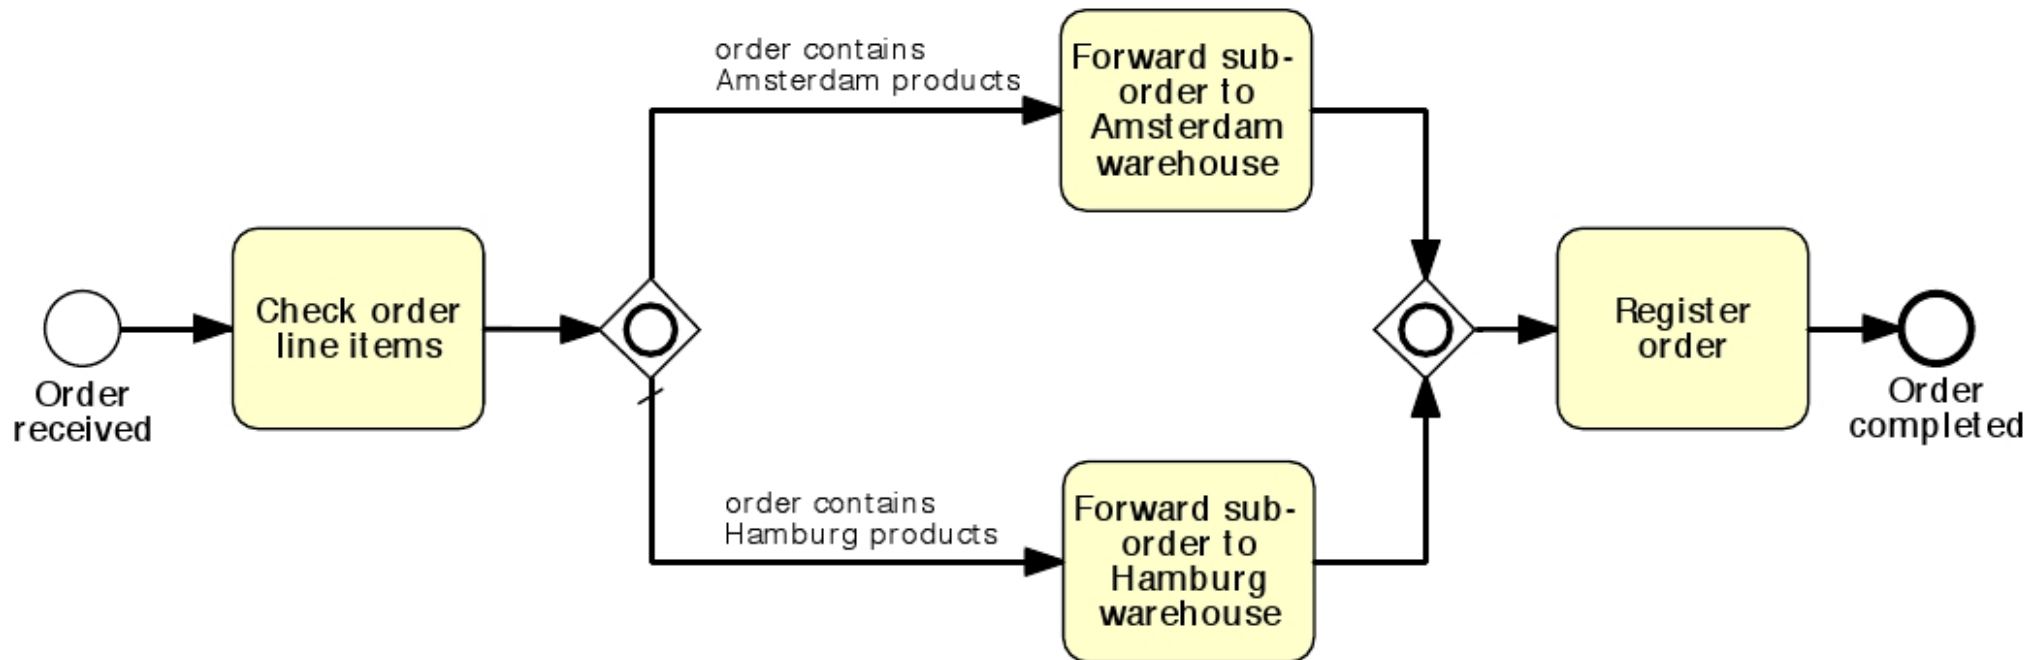 order contains
Amsterdam products
Forward sub-
order to
Amsterdam
warehouse
Order
received
Check order
line items
Register
order
Order
completed
order contains
Hamburg products
Forward sub-
order to
Hamburg
warehouse